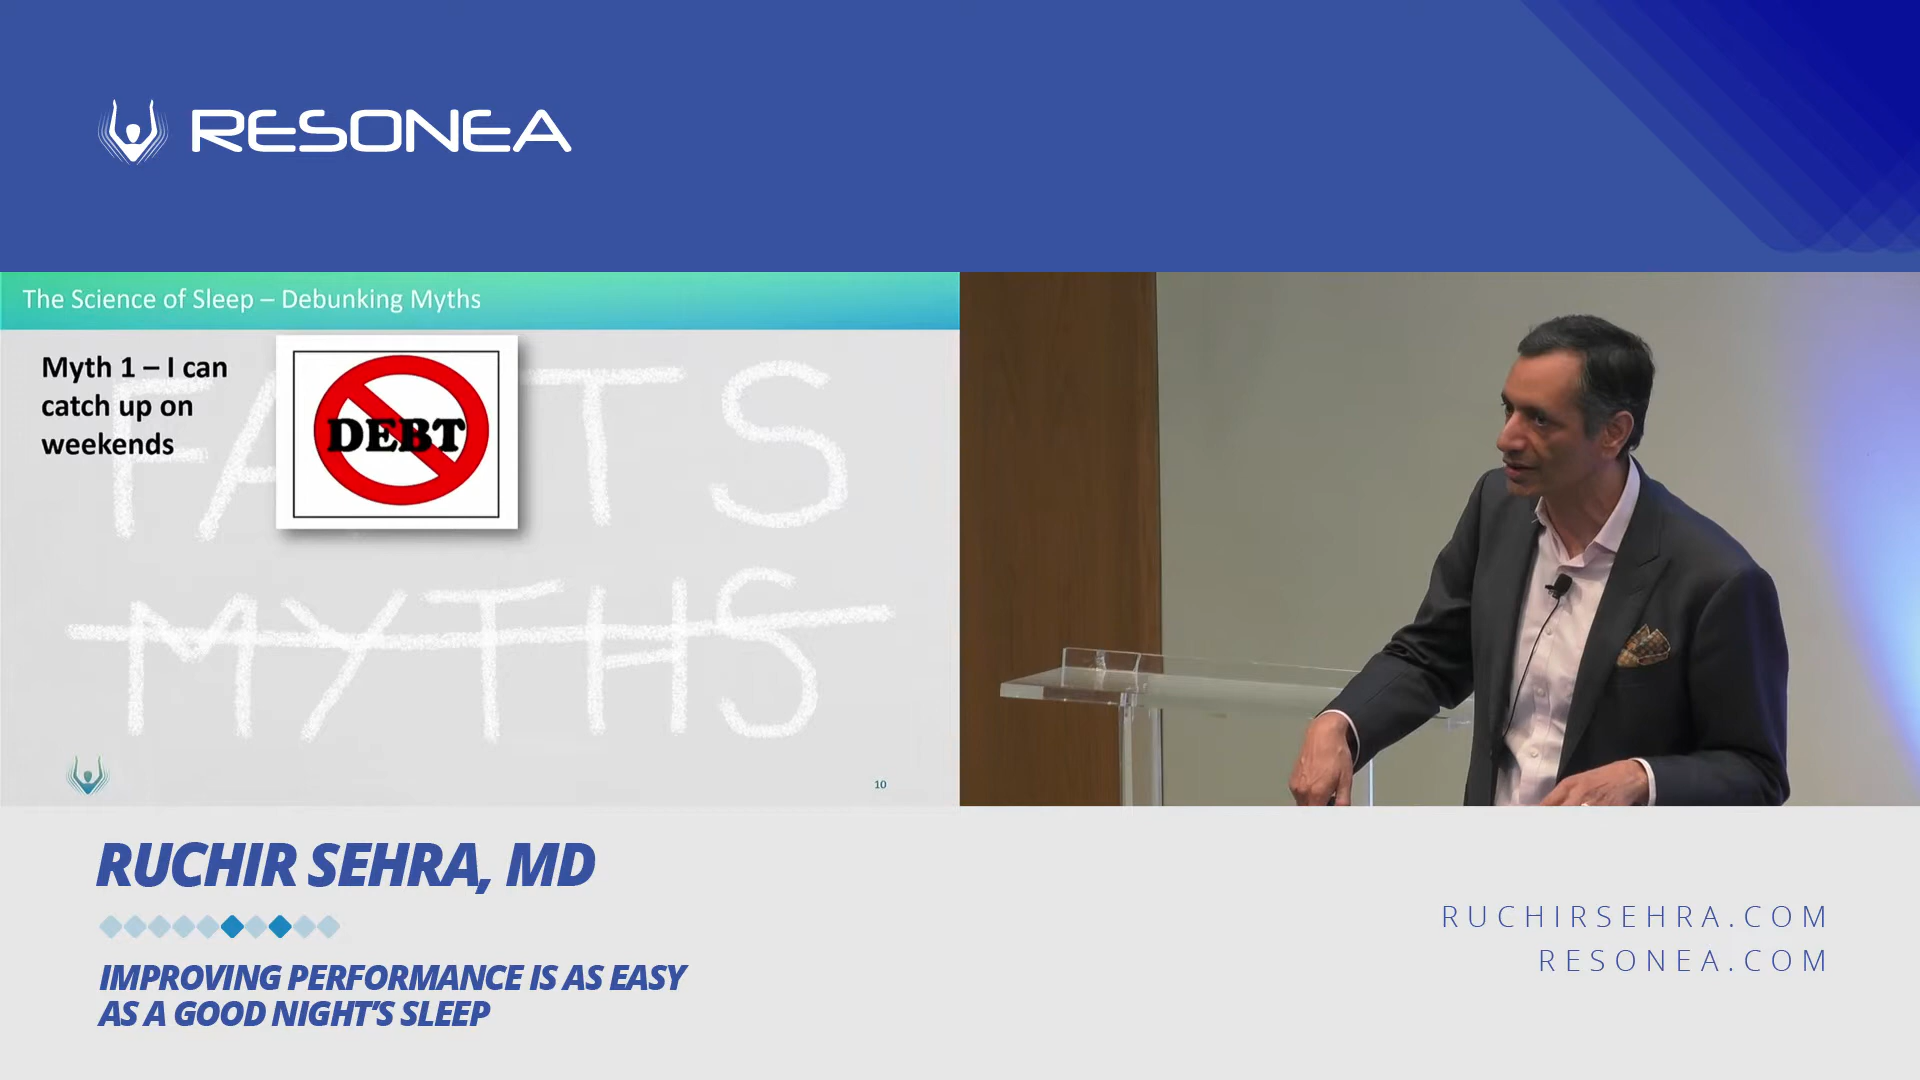 RESONEA
The Science of Sleep – Debunking Myths
Myth 1 – I can
catch up on
weekends
DEBT
FACTS
MYTHS
10
RUCHIR SEHRA, MD
IMPROVING PERFORMANCE IS AS EASY
AS A GOOD NIGHT'S SLEEP
RUCHIRSEHRA.COM
RESONEA.COM